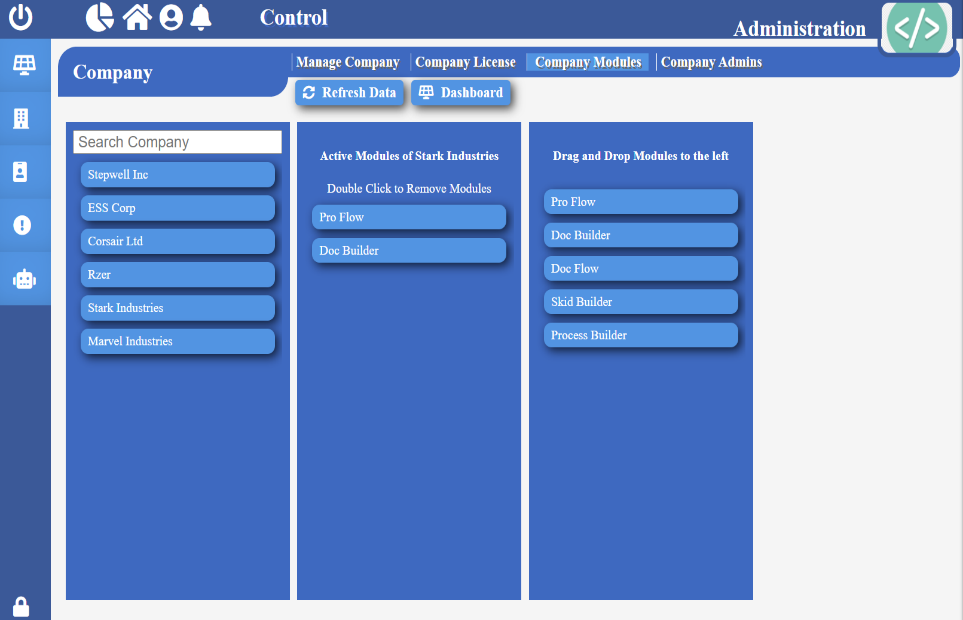 Control
Administration
</>
Company
Manage Company
Company License
Company Modules
Company Admins
Refresh Data
Dashboard
Search Company
Stepwell Inc
ESS Corp
Corsair Ltd
Rzer
Stark Industries
Marvel Industries
Active Modules of Stark Industries
Double Click to Remove Modules
Pro Flow
Doc Builder
Drag and Drop Modules to the left
Pro Flow
Doc Builder
Doc Flow
Skid Builder
Process Builder